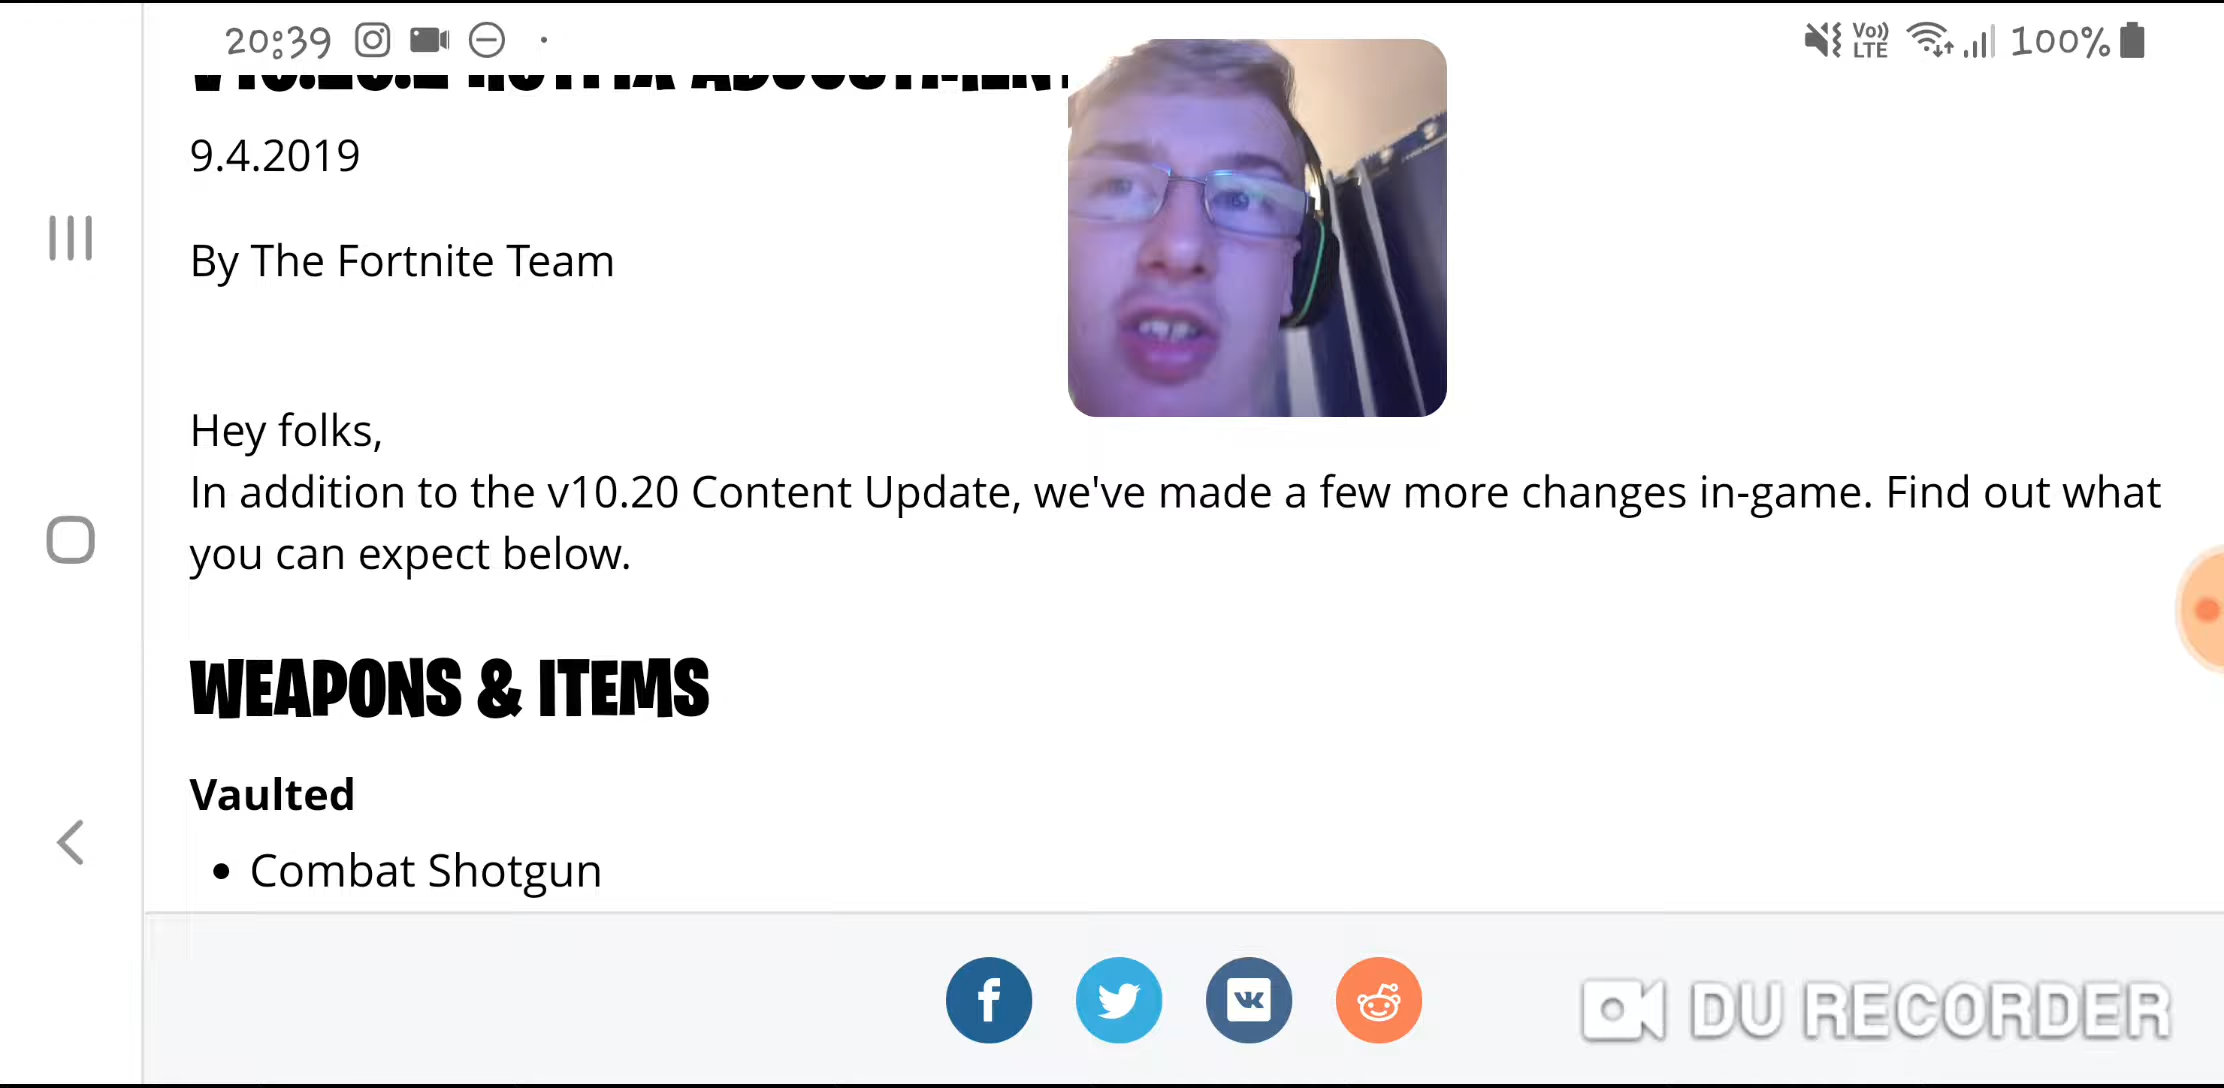 20:39
Vo)) LTE 100%
9.4.2019
By The Fortnite Team
Hey folks,
In addition to the v10.20 Content Update, we've made a few more changes in-game. Find out what
you can expect below.
WEAPONS & ITEMS
Vaulted
• Combat Shotgun
DU RECORDER